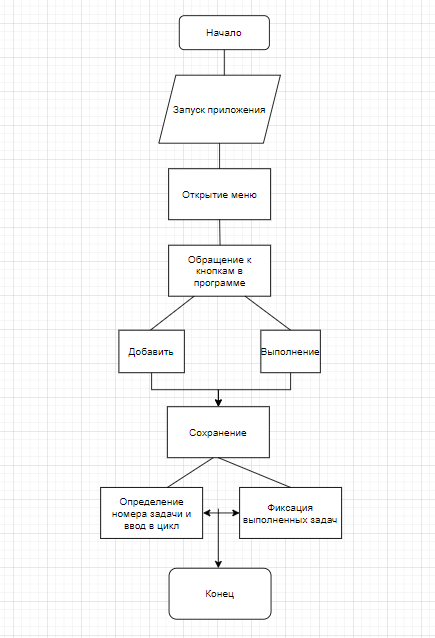 Начало
Запуск приложения
Открытие меню
Обращение к
кнопкам в
программе
Добавить
Выполнение
Сохранение
Определение
номера задачи и
ввод в цикл
Фиксация
выполненных задач
Конец